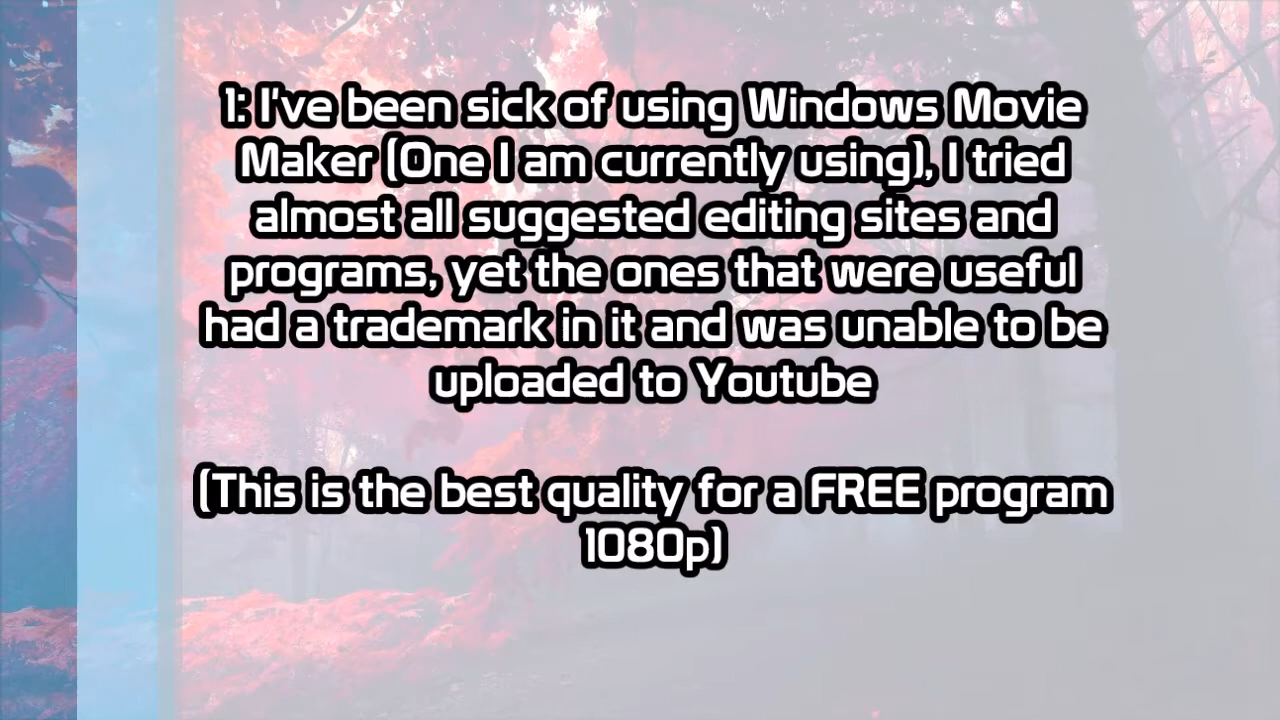 1: I've been sick of using Windows Movie
Maker (One I am currently using), I tried
almost all suggested editing sites and
programs, yet the ones that were useful
had a trademark in it and was unable to be
uploaded to Youtube
(This is the best quality for a FREE program
1080p)